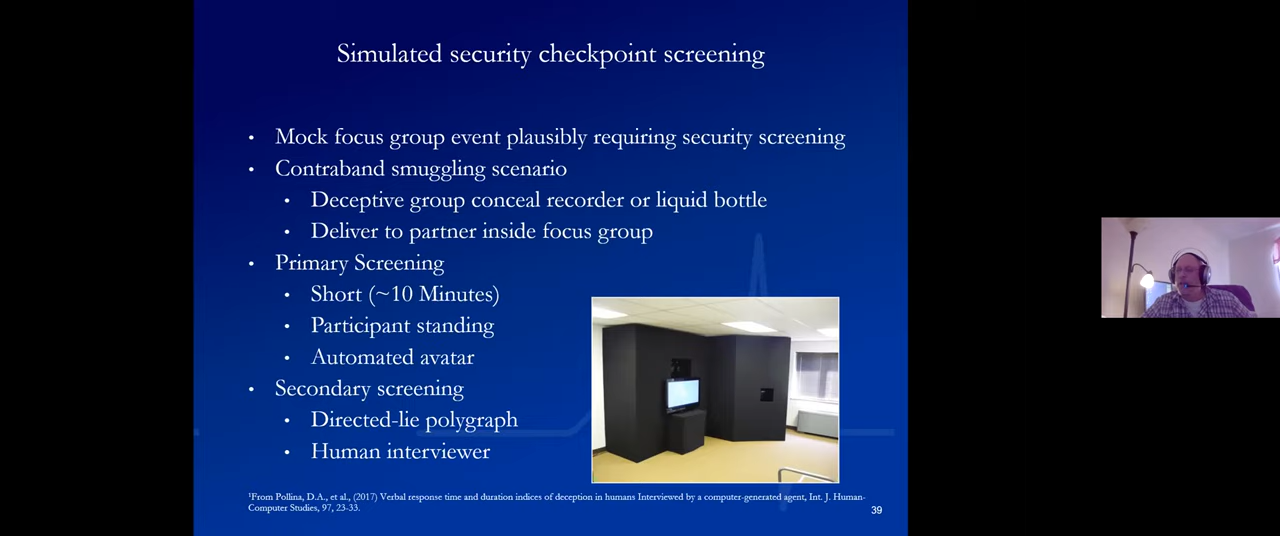 Simulated security checkpoint screening
• Mock focus group event plausibly requiring security screening
• Contraband smuggling scenario
• Deceptive group conceal recorder or liquid bottle
• Deliver to partner inside focus group
• Primary Screening
• Short (~10 Minutes)
• Participant standing
• Automated avatar
• Secondary screening
• Directed-lie polygraph
• Human interviewer
¹From Pollina, D.A., et al., (2017) Verbal response time and duration indices of deception in humans Interviewed by a computer-generated agent, Int. J. Human-
Computer Studies, 97, 23-33.
39